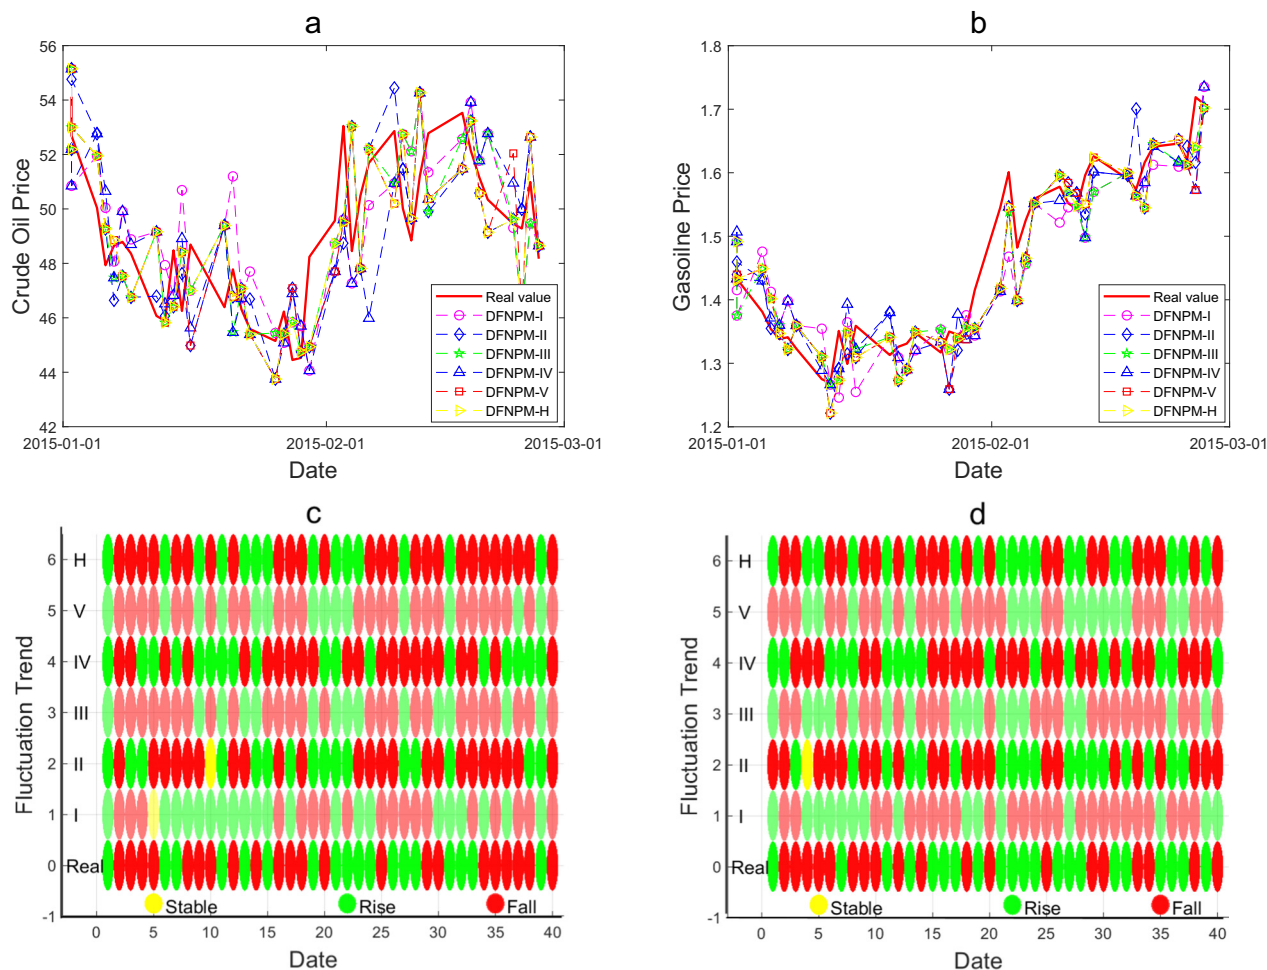 a
56
54
52
50
48
46
44
42
Crude Oil Price
2015-01-01
2015-02-01
2015-03-01
Date
Real value
DFNPM-I
DFNPM-II
DFNPM-III
DFNPM-IV
DFNPM-V
DFNPM-H
b
1.8
1.7
1.6
1.5
1.4
1.3
1.2
Gasoilne Price
2015-01-01
2015-02-01
2015-03-01
Date
Real value
DFNPM-I
DFNPM-II
DFNPM-III
DFNPM-IV
DFNPM-V
DFNPM-H
c
6 H
5 V
4 IV
3 III
2 II
1 I
0 Real
-1
Fluctuation Trend
Stable Rise Fall
0 5 10 15 20 25 30 35 40
Date
d
6 H
5 V
4 IV
3 III
2 II
1 I
0 Real
-1
Fluctuation Trend
Stable Rise Fall
0 5 10 15 20 25 30 35 40
Date